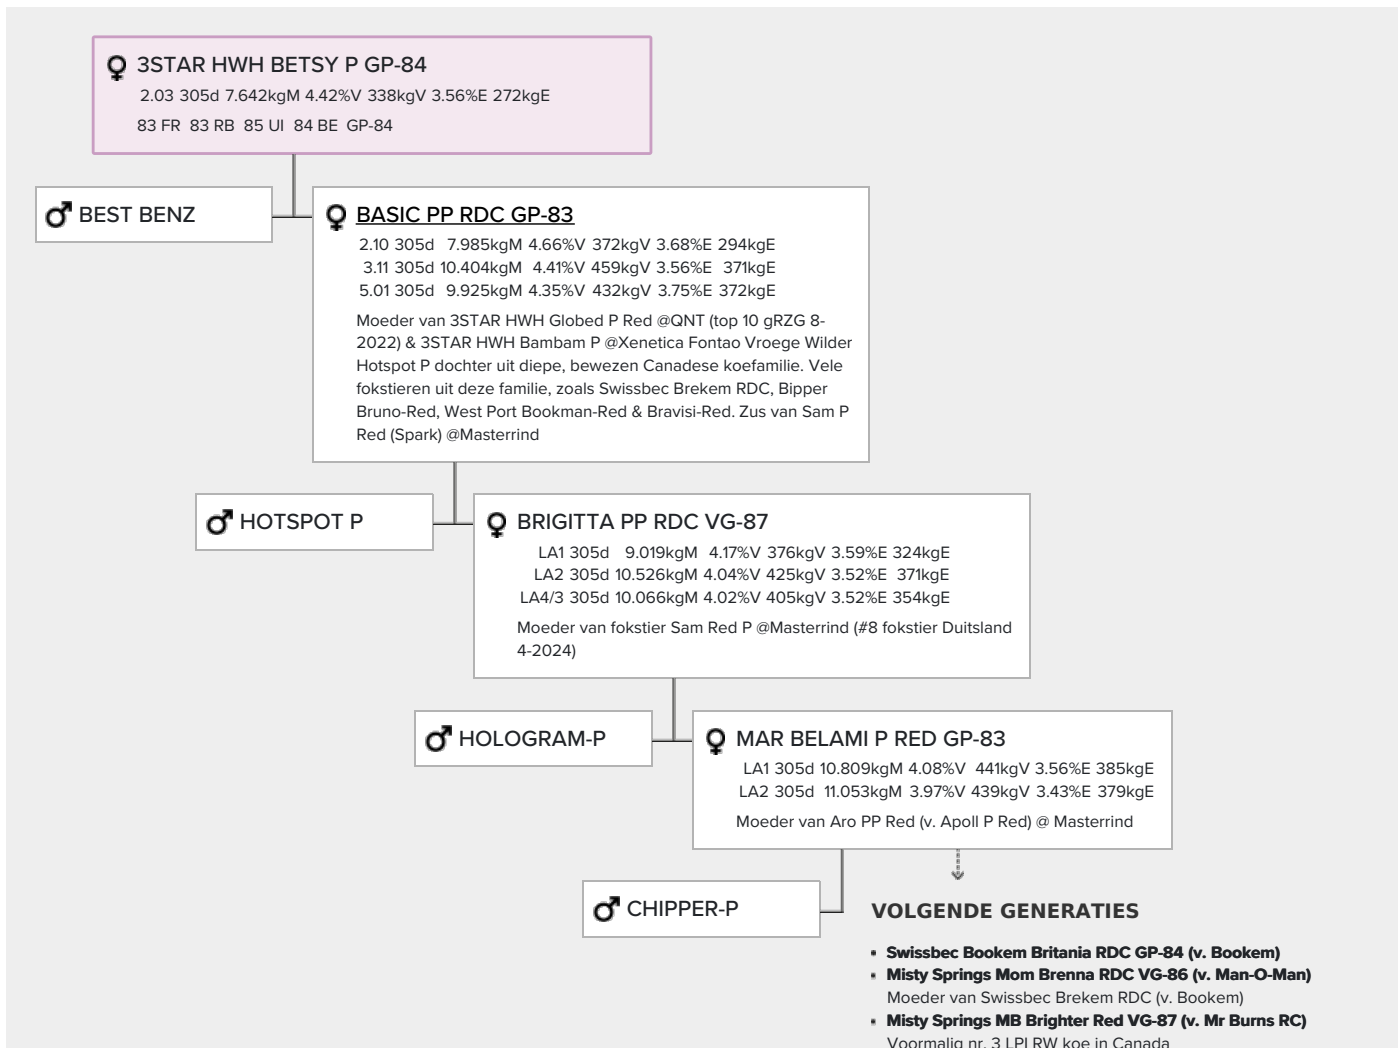 3STAR HWH BETSY P GP-84
2.03 305d 7.642kgM 4.42%V 338kgV 3.56%E 272kgE
83 FR 83 RB 85 UI 84 BE GP-84
BEST BENZ
BASIC PP RDC GP-83
2.10 305d 7.985kgM 4.66%V 372kgV 3.68%E 294kgE
3.11 305d 10.404kgM 4.41%V 459kgV 3.56%E 371kgE
5.01 305d 9.925kgM 4.35%V 432kgV 3.75%E 372kgE
Moeder van 3STAR HWH Globed P Red @QNT (top 10 gRZG 8-
2022) & 3STAR HWH Bambam P @Xenetica Fontao Vroege Wilder
Hotspot P dochter uit diepe, bewezen Canadese koefamilie. Vele
fokstieren uit deze familie, zoals Swissbec Brekem RDC, Bipper
Bruno-Red, West Port Bookman-Red & Bravisi-Red. Zus van Sam P
Red (Spark) @Masterrind
HOTSPOT P
BRIGITTA PP RDC VG-87
LA1 305d 9.019kgM 4.17%V 376kgV 3.59%E 324kgE
LA2 305d 10.526kgM 4.04%V 425kgV 3.52%E 371kgE
LA4/3 305d 10.066kgM 4.02%V 405kgV 3.52%E 354kgE
Moeder van fokstier Sam Red P @Masterrind (#8 fokstier Duitsland
4-2024)
HOLOGRAM-P
MAR BELAMI P RED GP-83
LA1 305d 10.809kgM 4.08%V 441kgV 3.56%E 385kgE
LA2 305d 11.053kgM 3.97%V 439kgV 3.43%E 379kgE
Moeder van Aro PP Red (v. Apoll P Red) @ Masterrind
CHIPPER-P
VOLGENDE GENERATIES
• Swissbec Bookem Britania RDC GP-84 (v. Bookem)
• Misty Springs Mom Brenna RDC VG-86 (v. Man-O-Man)
Moeder van Swissbec Brekem RDC (v. Bookem)
• Misty Springs MB Brighter Red VG-87 (v. Mr Burns RC)
Voormalig nr. 3 LPI RW koe in Canada